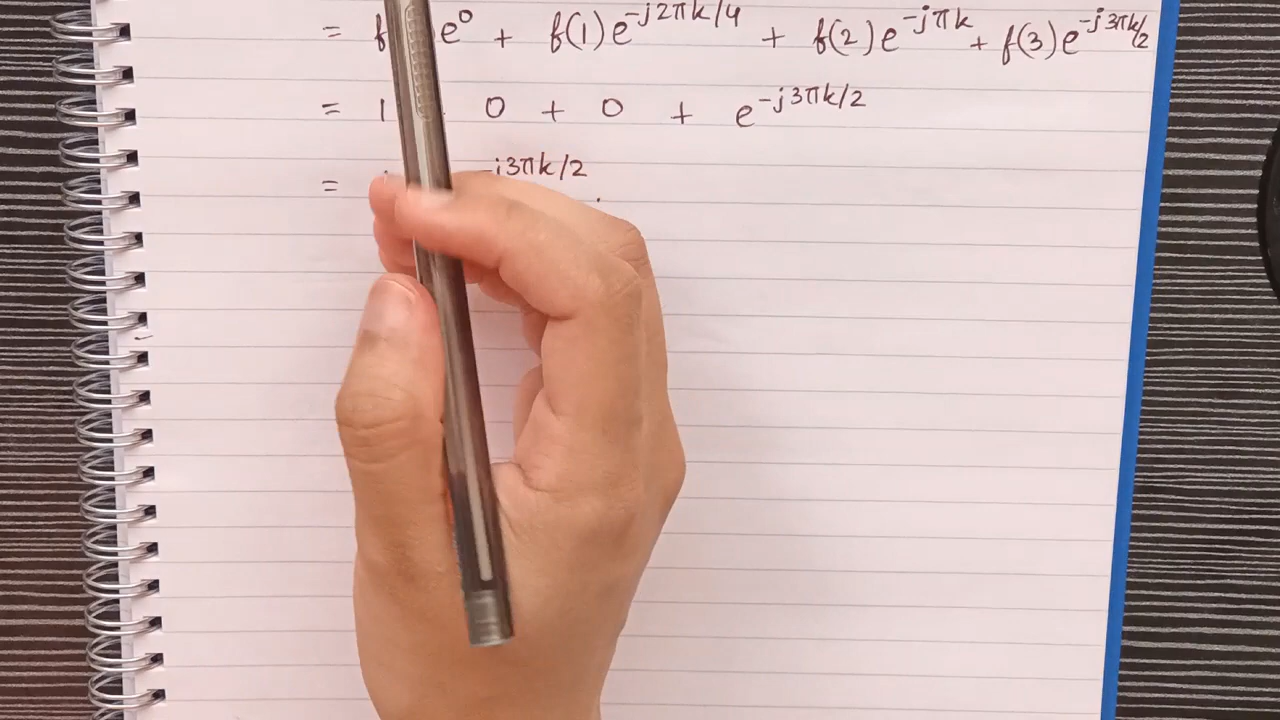 = f e⁰ + f(1)e^-j2πk/4 + f(2)e^-jπk + f(3)e^-j3πk/2
= 1 0 + 0 + e^-j3πk/2
= -j3πk/2